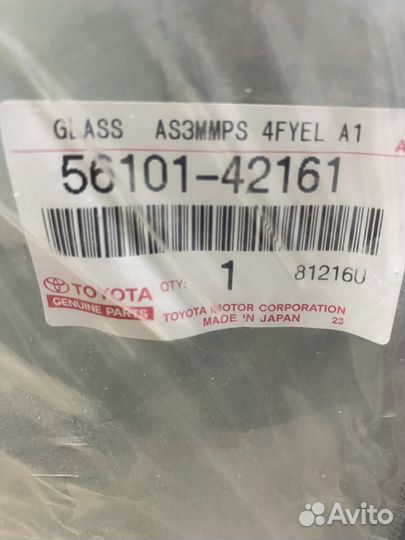 GLASS AS3MMPS 4FYEL A1
A
56101-42161
TOYOTA QTY: 1 81216U
GENUINE PARTS
TOYOTA MOTOR CORPORATION
MADE IN JAPAN 23
Avito